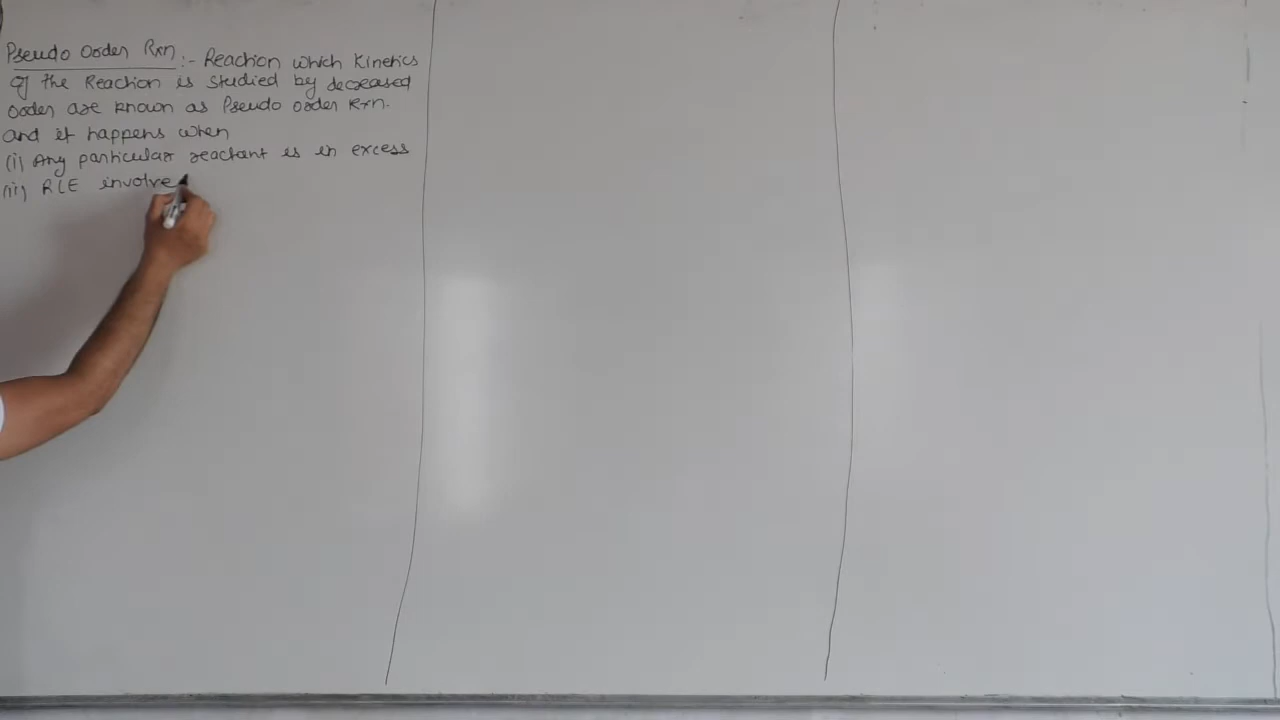 Pseudo Order Rxn :- Reaction which Kinetics
of the Reaction is studied by decreased
order are known as Pseudo order Rxn.
and it happens when
(i) Any particular reactant is in excess
(ii) RLE involve